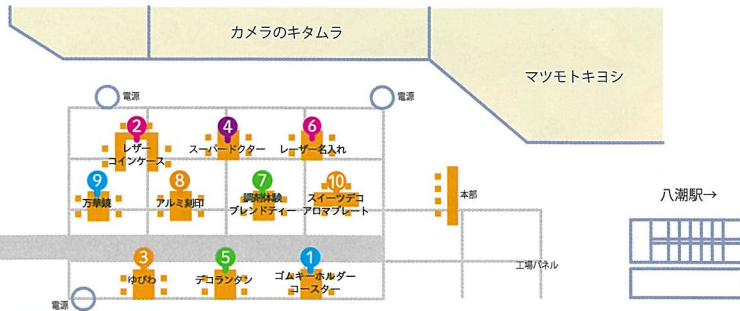 カメラのキタムラ
マツモトキヨシ
電源
電源
2
レザー
コインケース
4
スーパードクター
6
レーザー名入れ
9
万華鏡
8
アルミ刻印
7
調剤体験
ブレンドティー
10
スイーツデコ
アロマプレート
本部
八潮駅→
3
ゆびわ
5
デコランタン
1
ゴムキーホルダー
コースター
工場パネル
電源